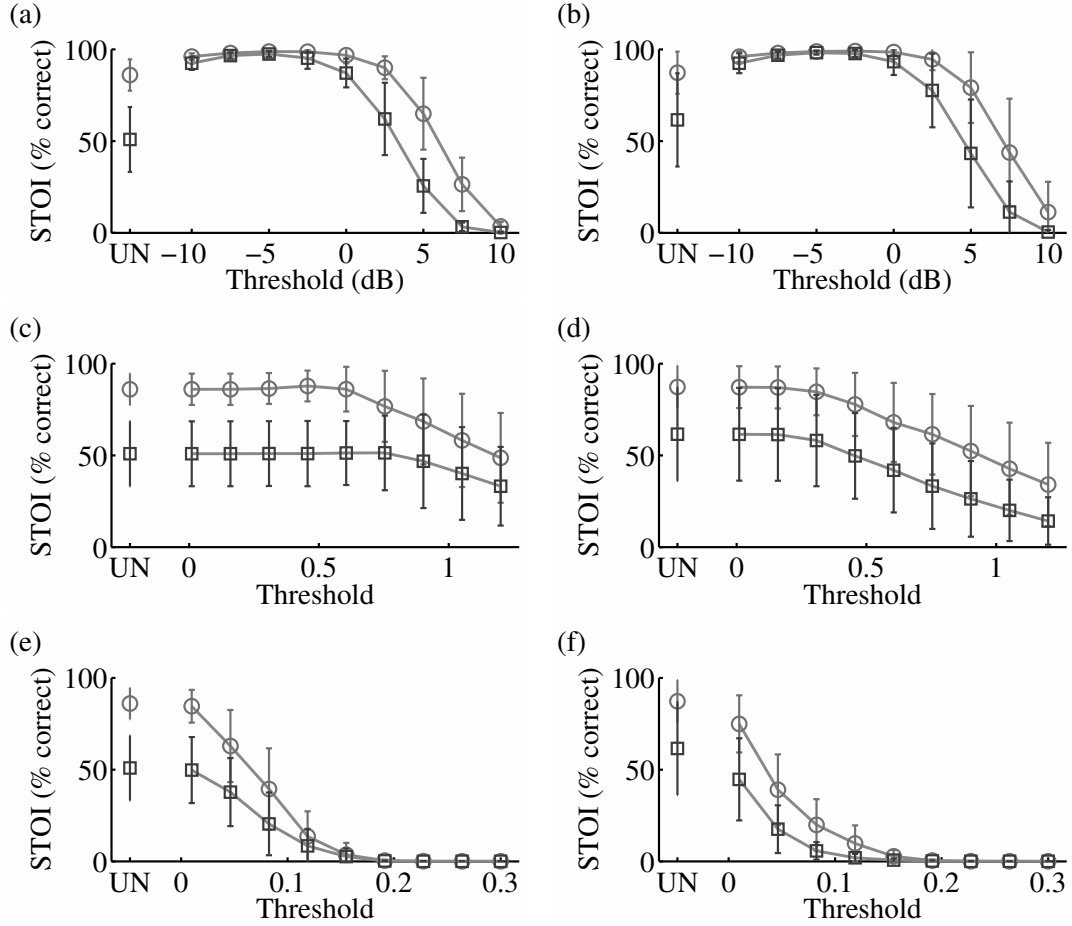 (a)
100
50
0
STOI (% correct)
UN −10 −5 0 5 10
Threshold (dB)
(b)
100
50
0
STOI (% correct)
UN −10 −5 0 5 10
Threshold (dB)
(c)
100
50
0
STOI (% correct)
UN 0 0.5 1
Threshold
(d)
100
50
0
STOI (% correct)
UN 0 0.5 1
Threshold
(e)
100
50
0
STOI (% correct)
UN 0 0.1 0.2 0.3
Threshold
(f)
100
50
0
STOI (% correct)
UN 0 0.1 0.2 0.3
Threshold